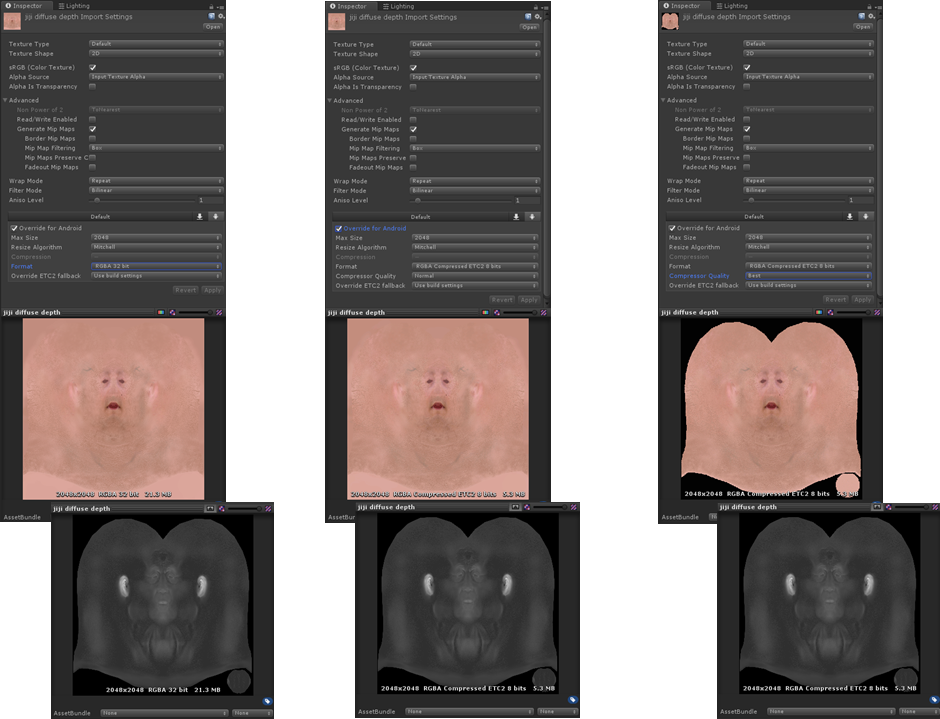 Inspector Lighting
jiji diffuse depth Import Settings
Open
Texture Type Default
Texture Shape 2D
sRGB (Color Texture)
Alpha Source Input Texture Alpha
Alpha Is Transparency
Advanced
Non Power of 2 ToNearest
Read/Write Enabled
Generate Mip Maps
Border Mip Maps
Mip Map Filtering Box
Mip Maps Preserve C
Fadeout Mip Maps
Wrap Mode Repeat
Filter Mode Bilinear
Aniso Level 1
Default
Override for Android
Max Size 2048
Resize Algorithm Mitchell
Compression
Format RGBA 32 bit
Override ETC2 fallback Use build settings
Revert Apply
jiji diffuse depth
2048x2048 RGBA 32 bit 21.3 MB
AssetBundle
jiji diffuse depth
2048x2048 RGBA 32 bit 21.3 MB
AssetBundle None None
Inspector Lighting
jiji diffuse depth Import Settings
Open
Texture Type Default
Texture Shape 2D
sRGB (Color Texture)
Alpha Source Input Texture Alpha
Alpha Is Transparency
Advanced
Non Power of 2 ToNearest
Read/Write Enabled
Generate Mip Maps
Border Mip Maps
Mip Map Filtering Box
Mip Maps Preserve
Fadeout Mip Maps
Wrap Mode Repeat
Filter Mode Bilinear
Aniso Level 1
Default
Override for Android
Max Size 2048
Resize Algorithm Mitchell
Compression
Format RGBA Compressed ETC2 8 bits
Compressor Quality Normal
Override ETC2 fallback Use build settings
Revert Apply
jiji diffuse depth
2048x2048 RGBA Compressed ETC2 8 bits 5.3 MB
AssetBun
jiji diffuse depth
2048x2048 RGBA Compressed ETC2 8 bits 5.3 MB
AssetBundle None None
Inspector Lighting
jiji diffuse depth Import Settings
Open
Texture Type Default
Texture Shape 2D
sRGB (Color Texture)
Alpha Source Input Texture Alpha
Alpha Is Transparency
Advanced
Non Power of 2 ToNearest
Read/Write Enabled
Generate Mip Maps
Border Mip Maps
Mip Map Filtering Box
Mip Maps Preserve
Fadeout Mip Maps
Wrap Mode Repeat
Filter Mode Bilinear
Aniso Level 1
Default
Override for Android
Max Size 2048
Resize Algorithm Mitchell
Compression
Format RGBA Compressed ETC2 8 bits
Compressor Quality Best
Override ETC2 fallback Use build settings
Revert Apply
jiji diffuse depth
2048x2048 RGBA Compressed ETC2 8 bits 5.3 MB
AssetBundle
jiji diffuse depth
2048x2048 RGBA Compressed ETC2 8 bits 5.3 MB
AssetBundle None None